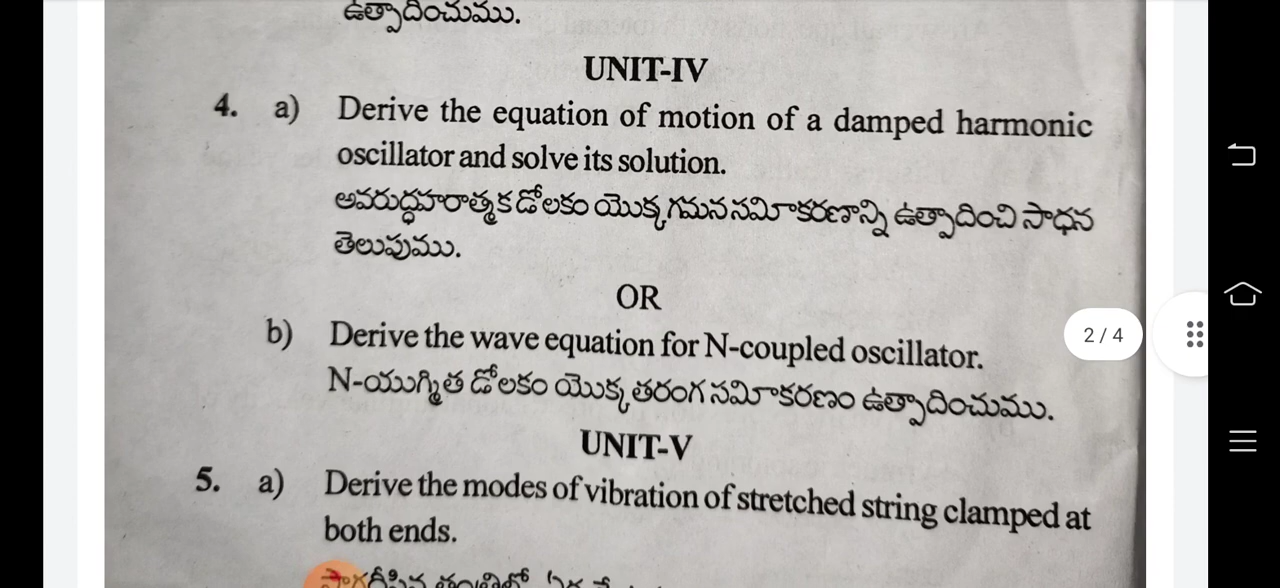 ఉత్పాదించుము.
UNIT-IV
4. a) Derive the equation of motion of a damped harmonic
oscillator and solve its solution.
అవరుద్ధహరాత్మక డోలకం యొక్క గమన సమీకరణాన్ని ఉత్పాదించి సాధన
తెలుపుము.
OR
b) Derive the wave equation for N-coupled oscillator.
N-యుగ్మిత డోలకం యొక్క తరంగ సమీకరణం ఉత్పాదించుము.
2 / 4
UNIT-V
5. a) Derive the modes of vibration of stretched string clamped at
both ends.